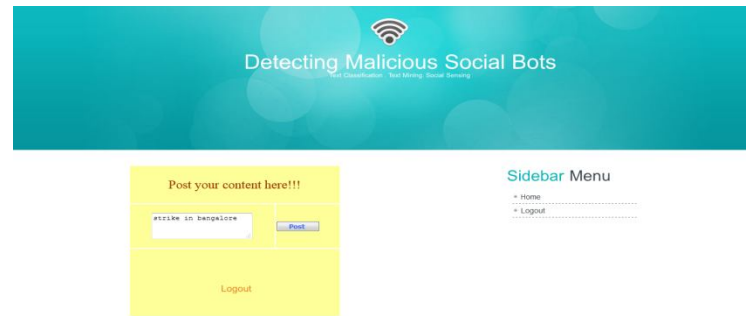 Detecting Malicious Social Bots
Text Classification . Text Mining. Social Sensing
Post your content here!!!
strike in bangalore
Post
Logout
Sidebar Menu
+ Home
+ Logout